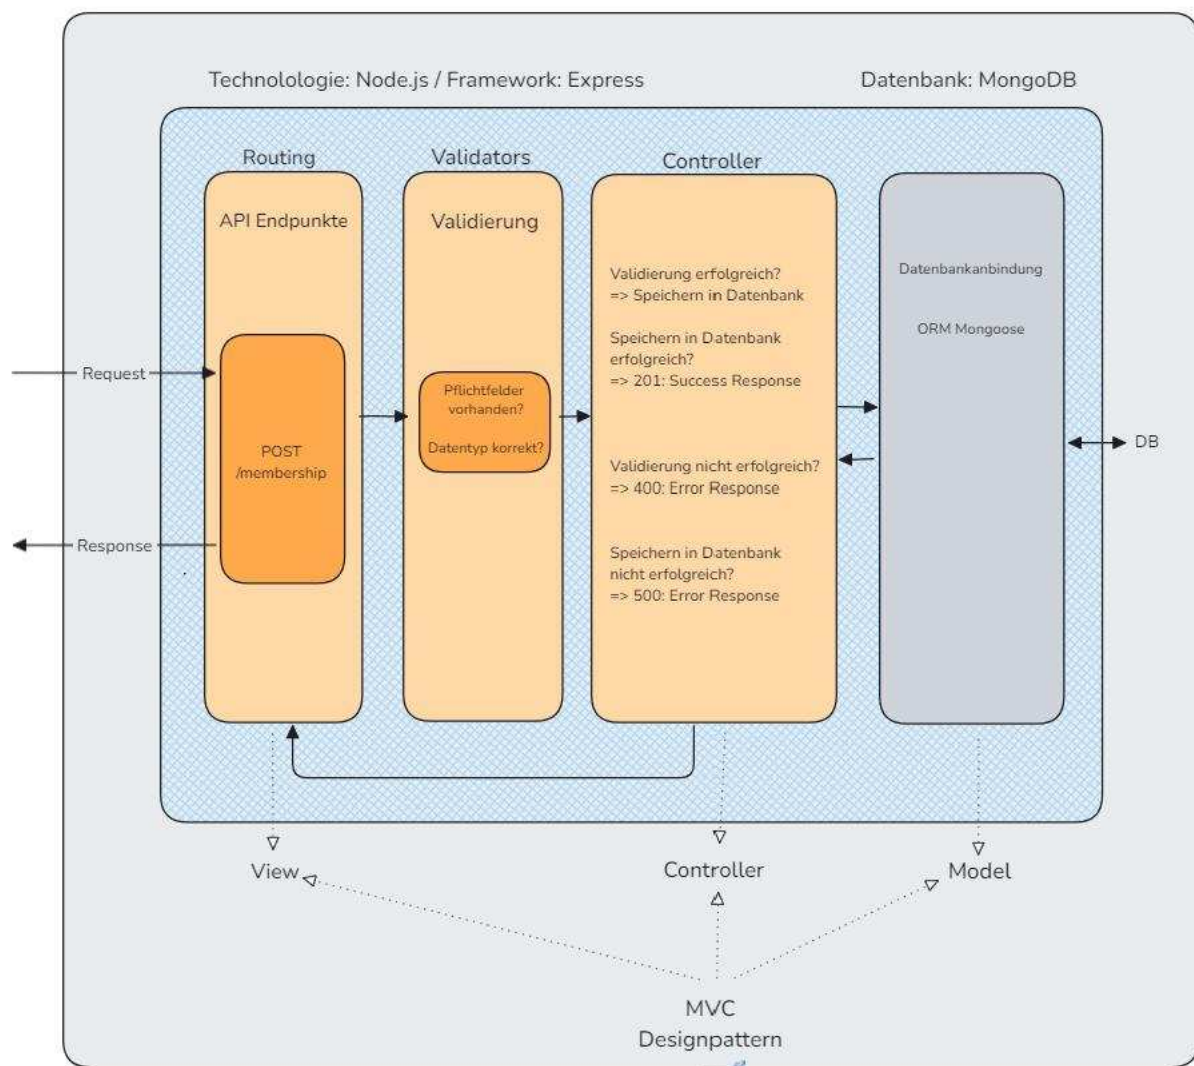 Technolologie: Node.js / Framework: Express
Datenbank: MongoDB
Routing
Validators
Controller
API Endpunkte
Validierung
Request
Response
POST
/membership
Pflichtfelder
vorhanden?
Datentyp korrekt?
Validierung erfolgreich?
=> Speichern in Datenbank
Speichern in Datenbank
erfolgreich?
=> 201: Success Response
Validierung nicht erfolgreich?
=> 400: Error Response
Speichern in Datenbank
nicht erfolgreich?
=> 500: Error Response
Datenbankanbindung
ORM Mongoose
DB
View
Controller
Model
MVC
Designpattern